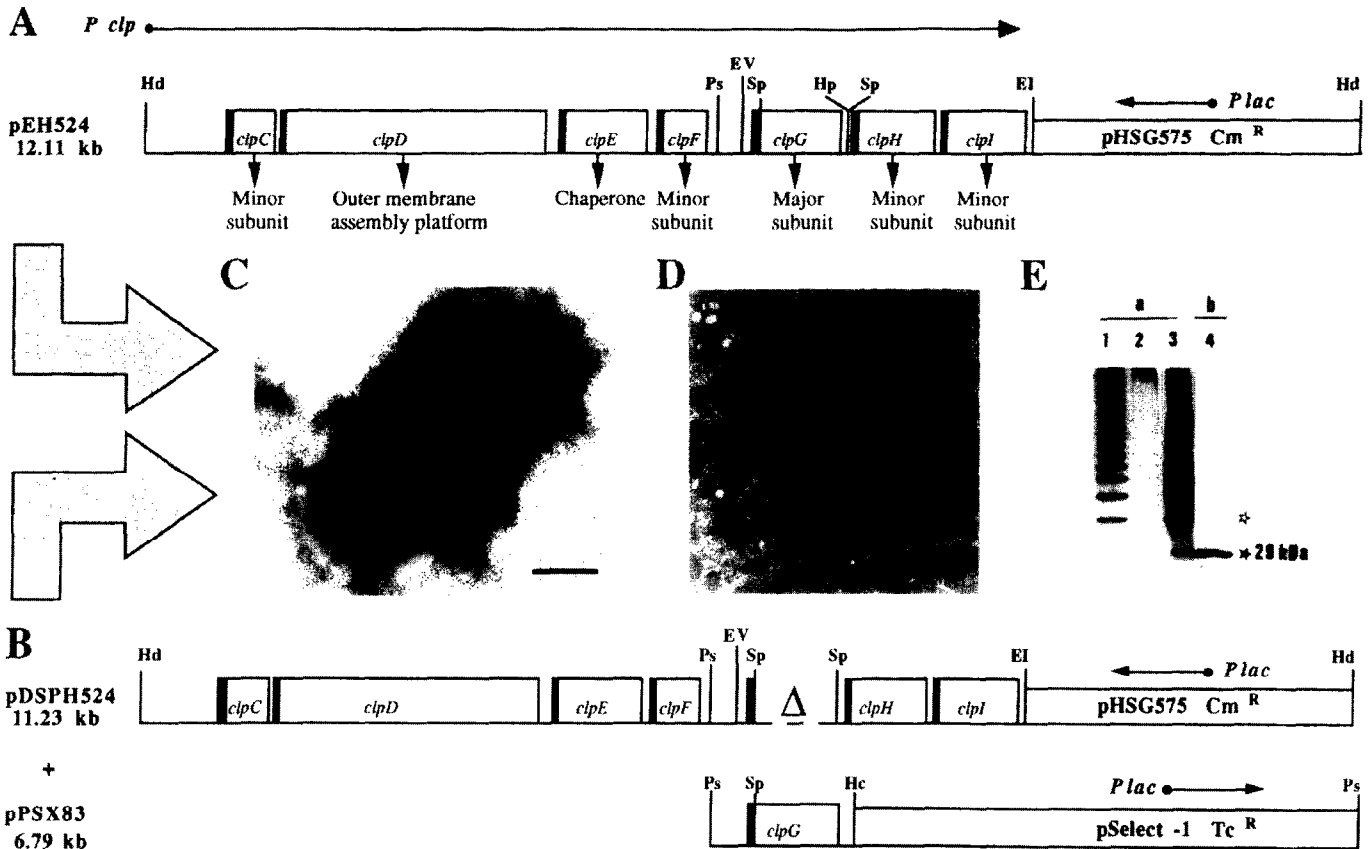 A
P clp
Hd
Ps
EV
Sp
Hp
Sp
EI
Plac
Hd
pEH524
12.11 kb
clpC
clpD
clpE
clpF
clpG
clpH
clpI
pHSG575 Cm R
Minor subunit
Outer membrane assembly platform
Chaperone
Minor subunit
Major subunit
Minor subunit
Minor subunit
C
D
E
a
b
1 2 3 4
B
Hd
Ps
EV
Sp
Sp
EI
Plac
Hd
pDSPH524
11.23 kb
clpC
clpD
clpE
clpF
Δ
clpH
clpI
pHSG575 Cm R
+
Ps
Sp
Hc
Plac
Ps
pPSX83
6.79 kb
clpG
pSelect -1 Tc R